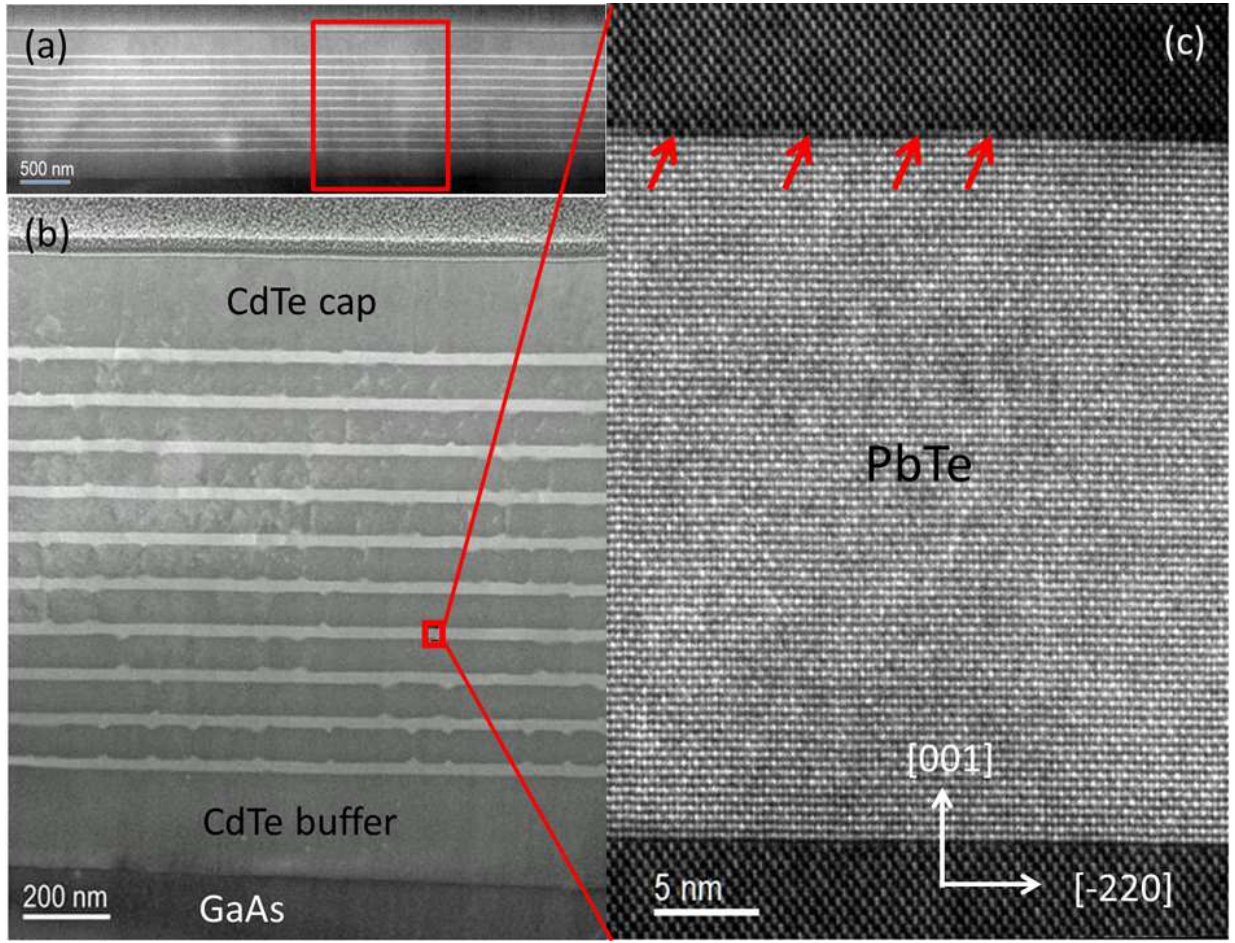 (a)
500 nm
(b)
CdTe cap
CdTe buffer
200 nm
GaAs
(c)
PbTe
[001]
5 nm
[-220]